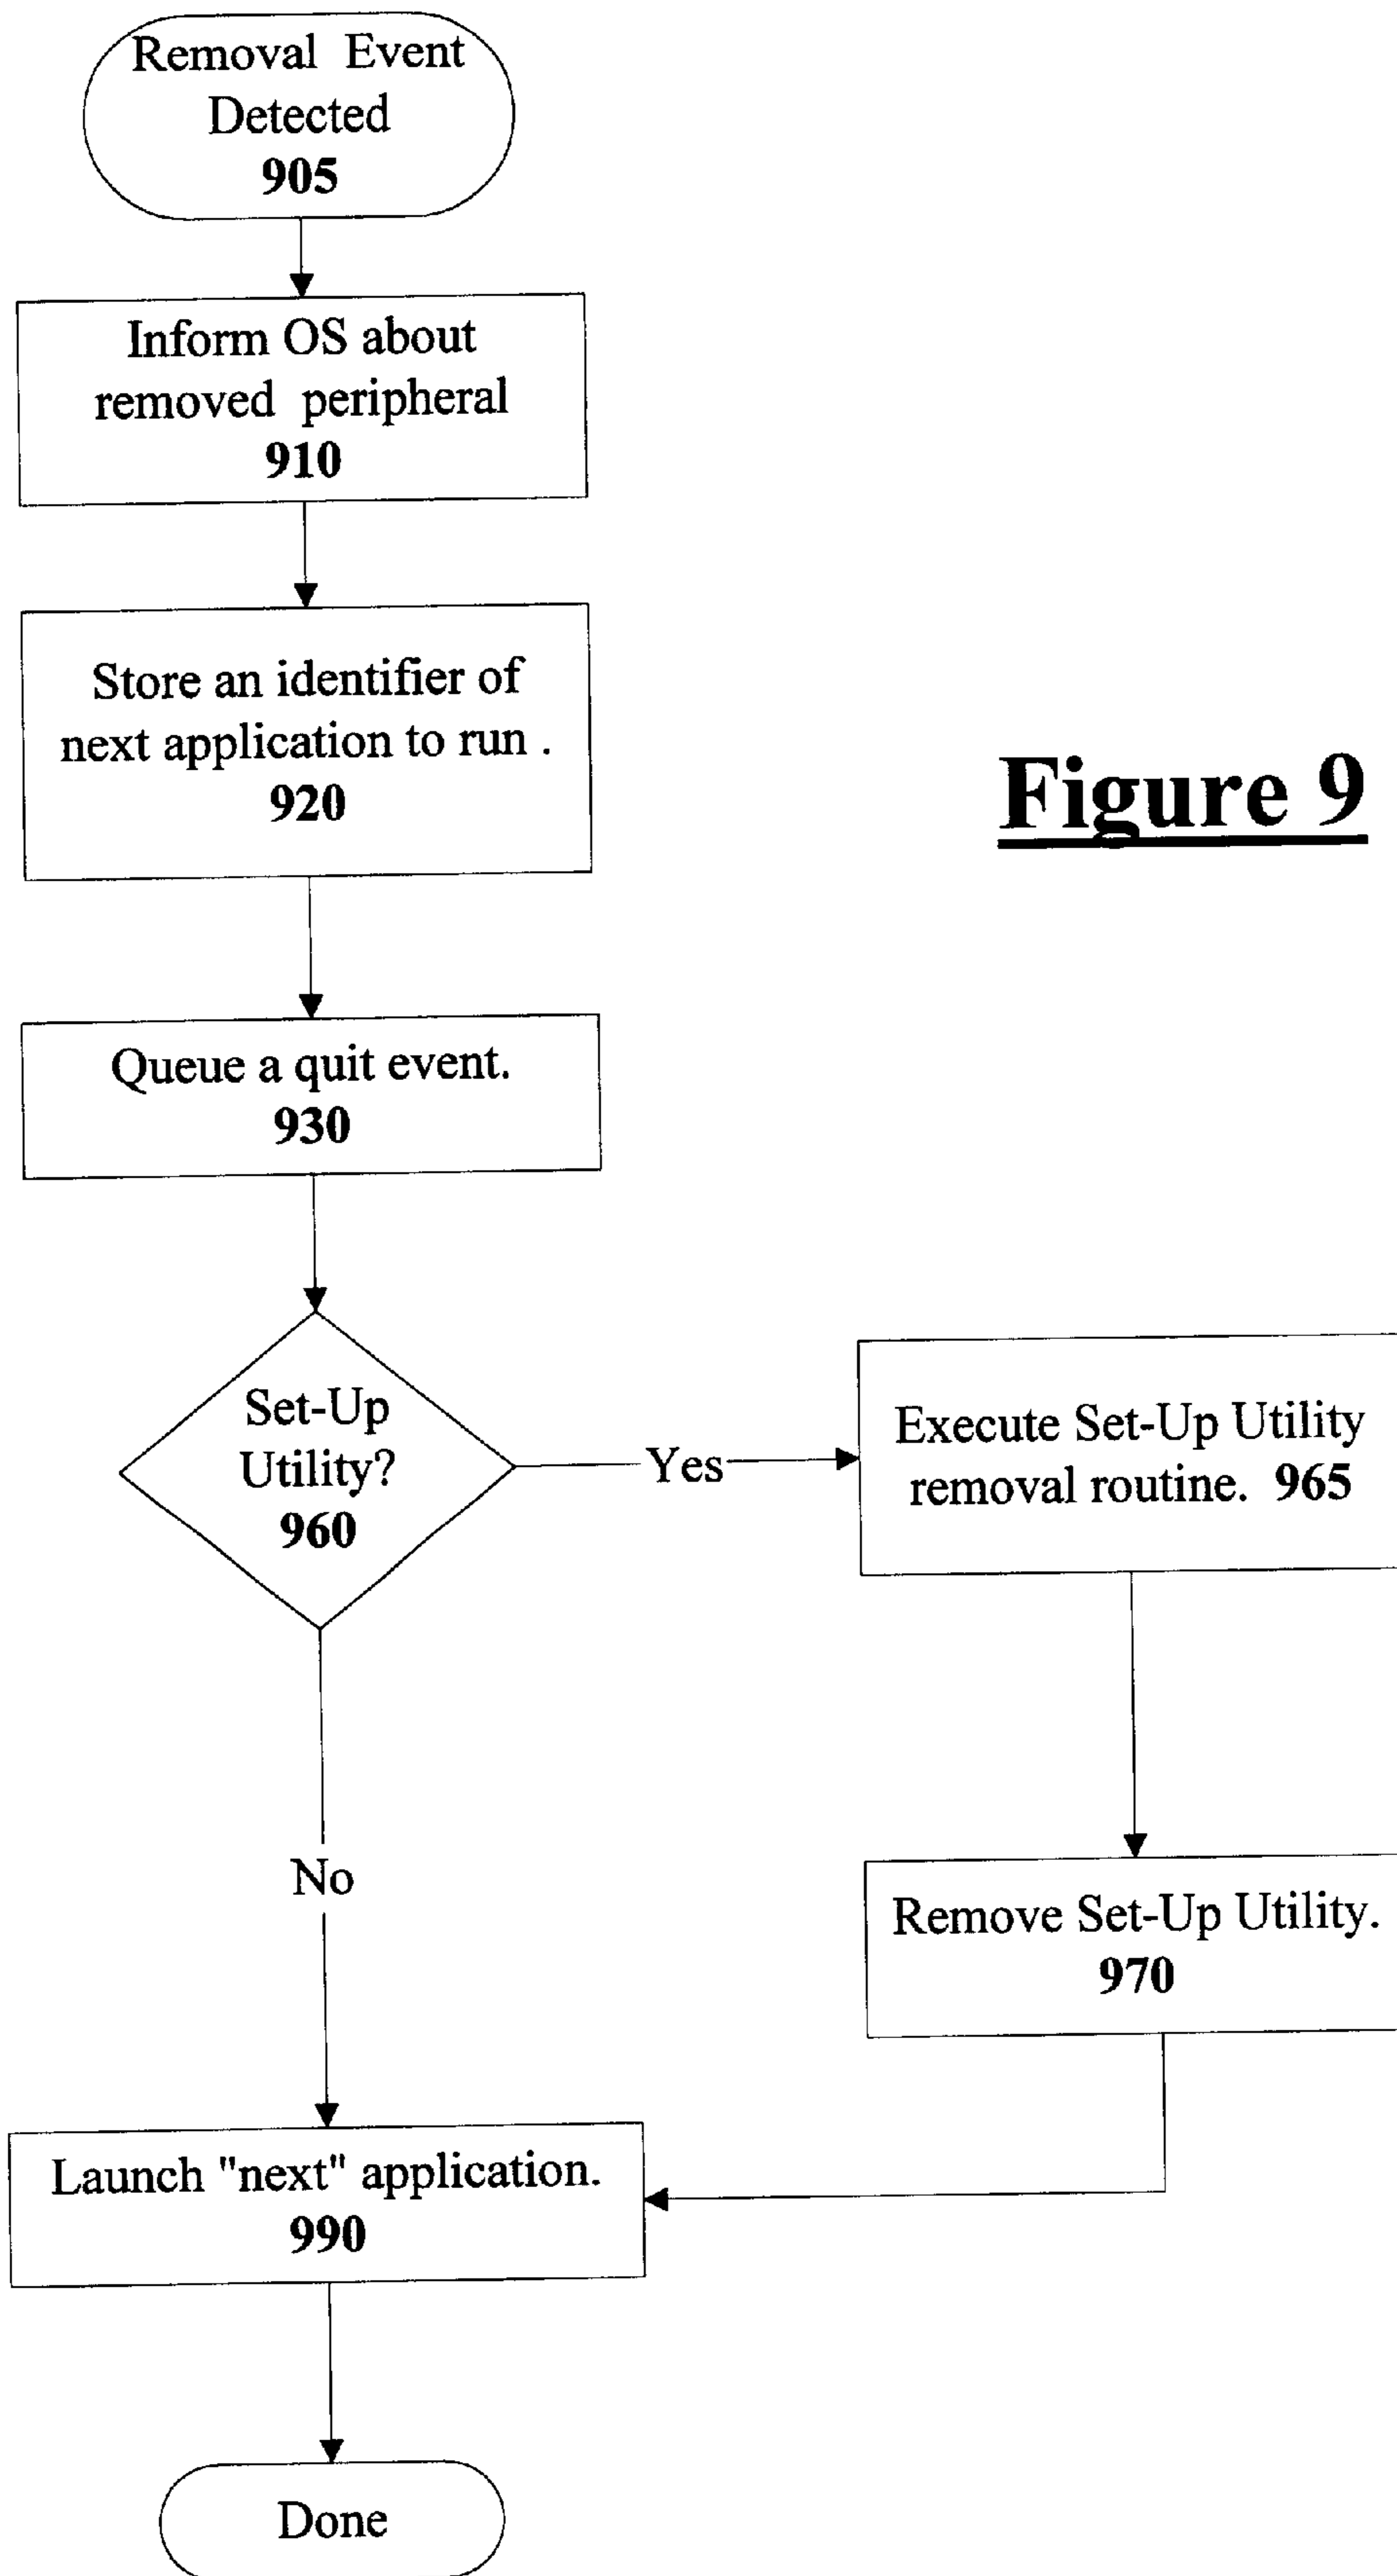 Removal Event
Detected
905
Inform OS about
removed peripheral
910
Store an identifier of
next application to run .
920
Figure 9
Queue a quit event.
930
Set-Up
Utility?
960
Yes
Execute Set-Up Utility
removal routine. 965
No
Remove Set-Up Utility.
970
Launch "next" application.
990
Done